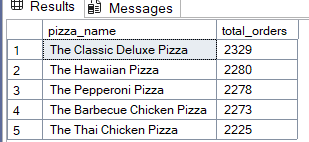 Results Messages
pizza_name total_orders
1 The Classic Deluxe Pizza 2329
2 The Hawaiian Pizza 2280
3 The Pepperoni Pizza 2278
4 The Barbecue Chicken Pizza 2273
5 The Thai Chicken Pizza 2225